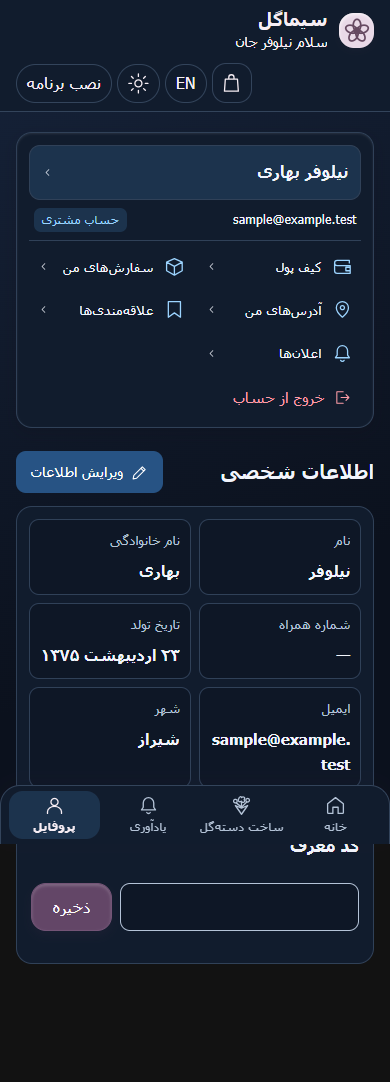 سیماگل
سلام نیلوفر جان
EN
نصب برنامه
نیلوفر بهاری
sample@example.test
حساب مشتری
کیف پول
سفارش‌های من
آدرس‌های من
علاقه‌مندی‌ها
اعلان‌ها
خروج از حساب
اطلاعات شخصی
ویرایش اطلاعات
نام
نیلوفر
نام خانوادگی
بهاری
شماره همراه
—
تاریخ تولد
۲۳ اردیبهشت ۱۳۷۵
ایمیل
sample@example.
test
شهر
شیراز
خانه
ساخت دسته‌گل
یادآوری
پروفایل
کد معرف
ذخیره